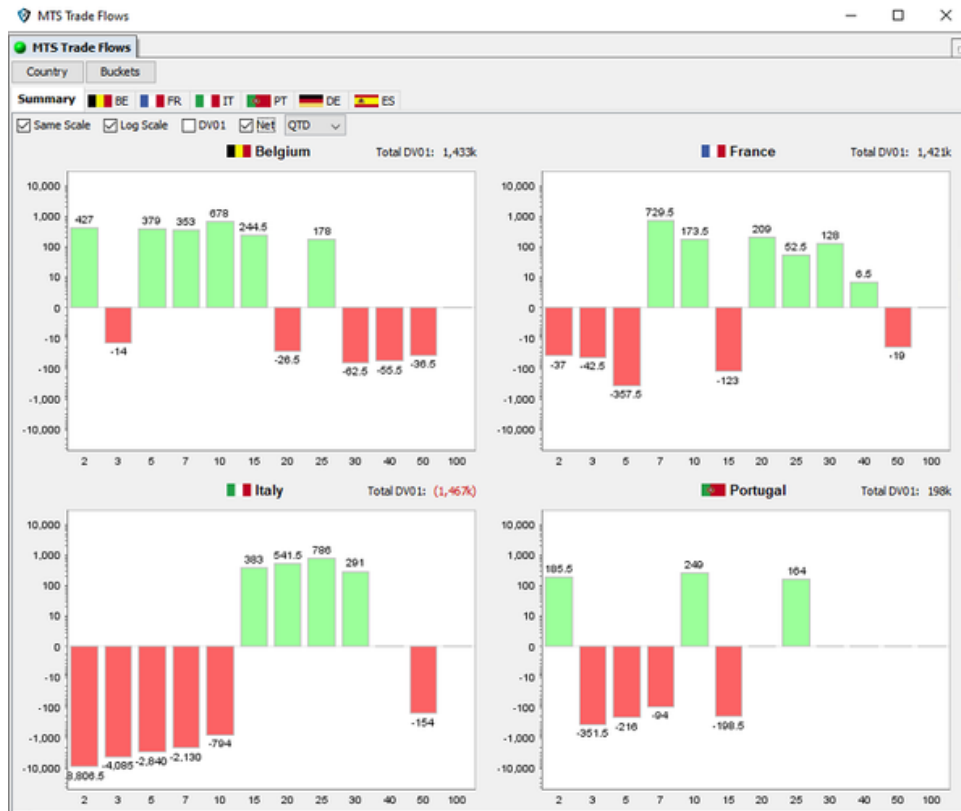 MTS Trade Flows
MTS Trade Flows
Country Buckets
Summary BE FR IT PT DE ES
Same Scale Log Scale DV01 Net QTD
Belgium Total DV01: 1,433k
10,000
1,000
100
10
0
-10
-100
-1,000
-10,000
427 -14 379 353 678 244.5 -26.5 178 -62.5 -55.5 -36.5
2 3 5 7 10 15 20 25 30 40 50 100
France Total DV01: 1,421k
10,000
1,000
100
10
0
-10
-100
-1,000
-10,000
-37 -42.5 -357.5 729.5 173.5 -123 209 52.5 128 6.5 -19
2 3 5 7 10 15 20 25 30 40 50 100
Italy Total DV01: (1,467k)
10,000
1,000
100
10
0
-10
-100
-1,000
-10,000
8,806.5 -4,085 -2,840 -2,130 -794 383 541.5 786 291 -154
2 3 5 7 10 15 20 25 30 40 50 100
Portugal Total DV01: 198k
10,000
1,000
100
10
0
-10
-100
-1,000
-10,000
185.5 -351.5 -216 -94 249 -198.5 164
2 3 5 7 10 15 20 25 30 40 50 100